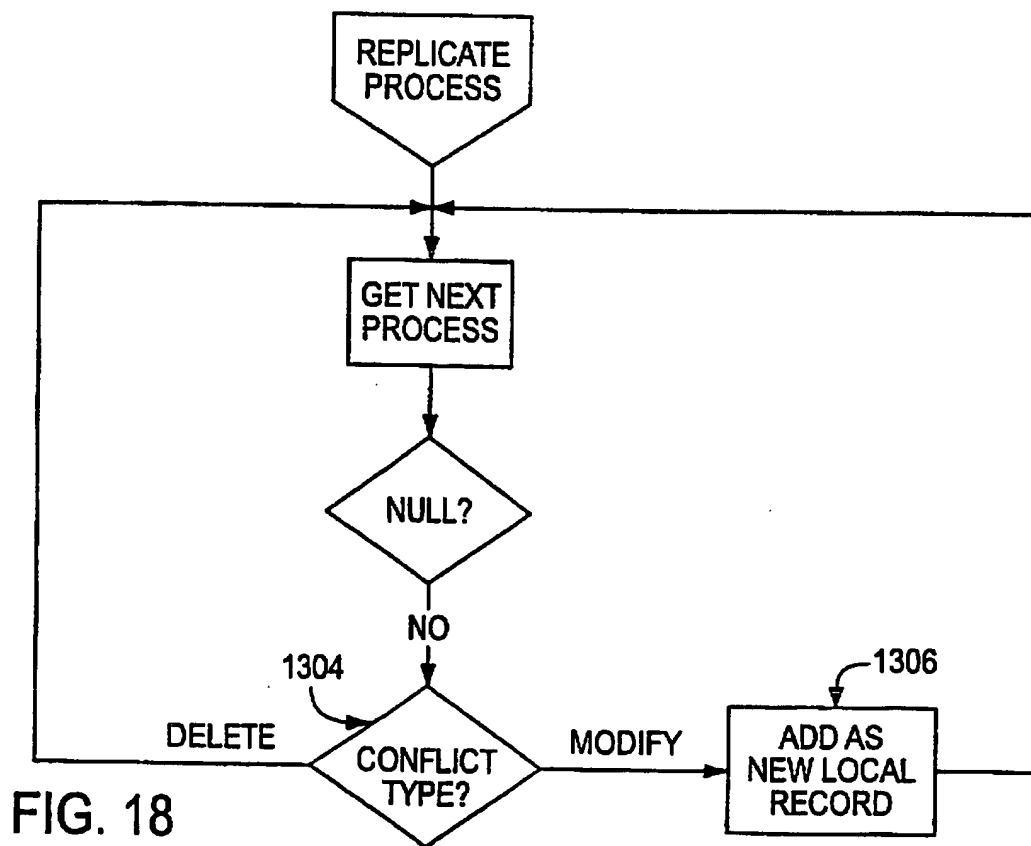 REPLICATE
PROCESS
GET NEXT
PROCESS
NULL?
NO
1304
1306
DELETE
CONFLICT
TYPE?
MODIFY
ADD AS
NEW LOCAL
RECORD
FIG. 18